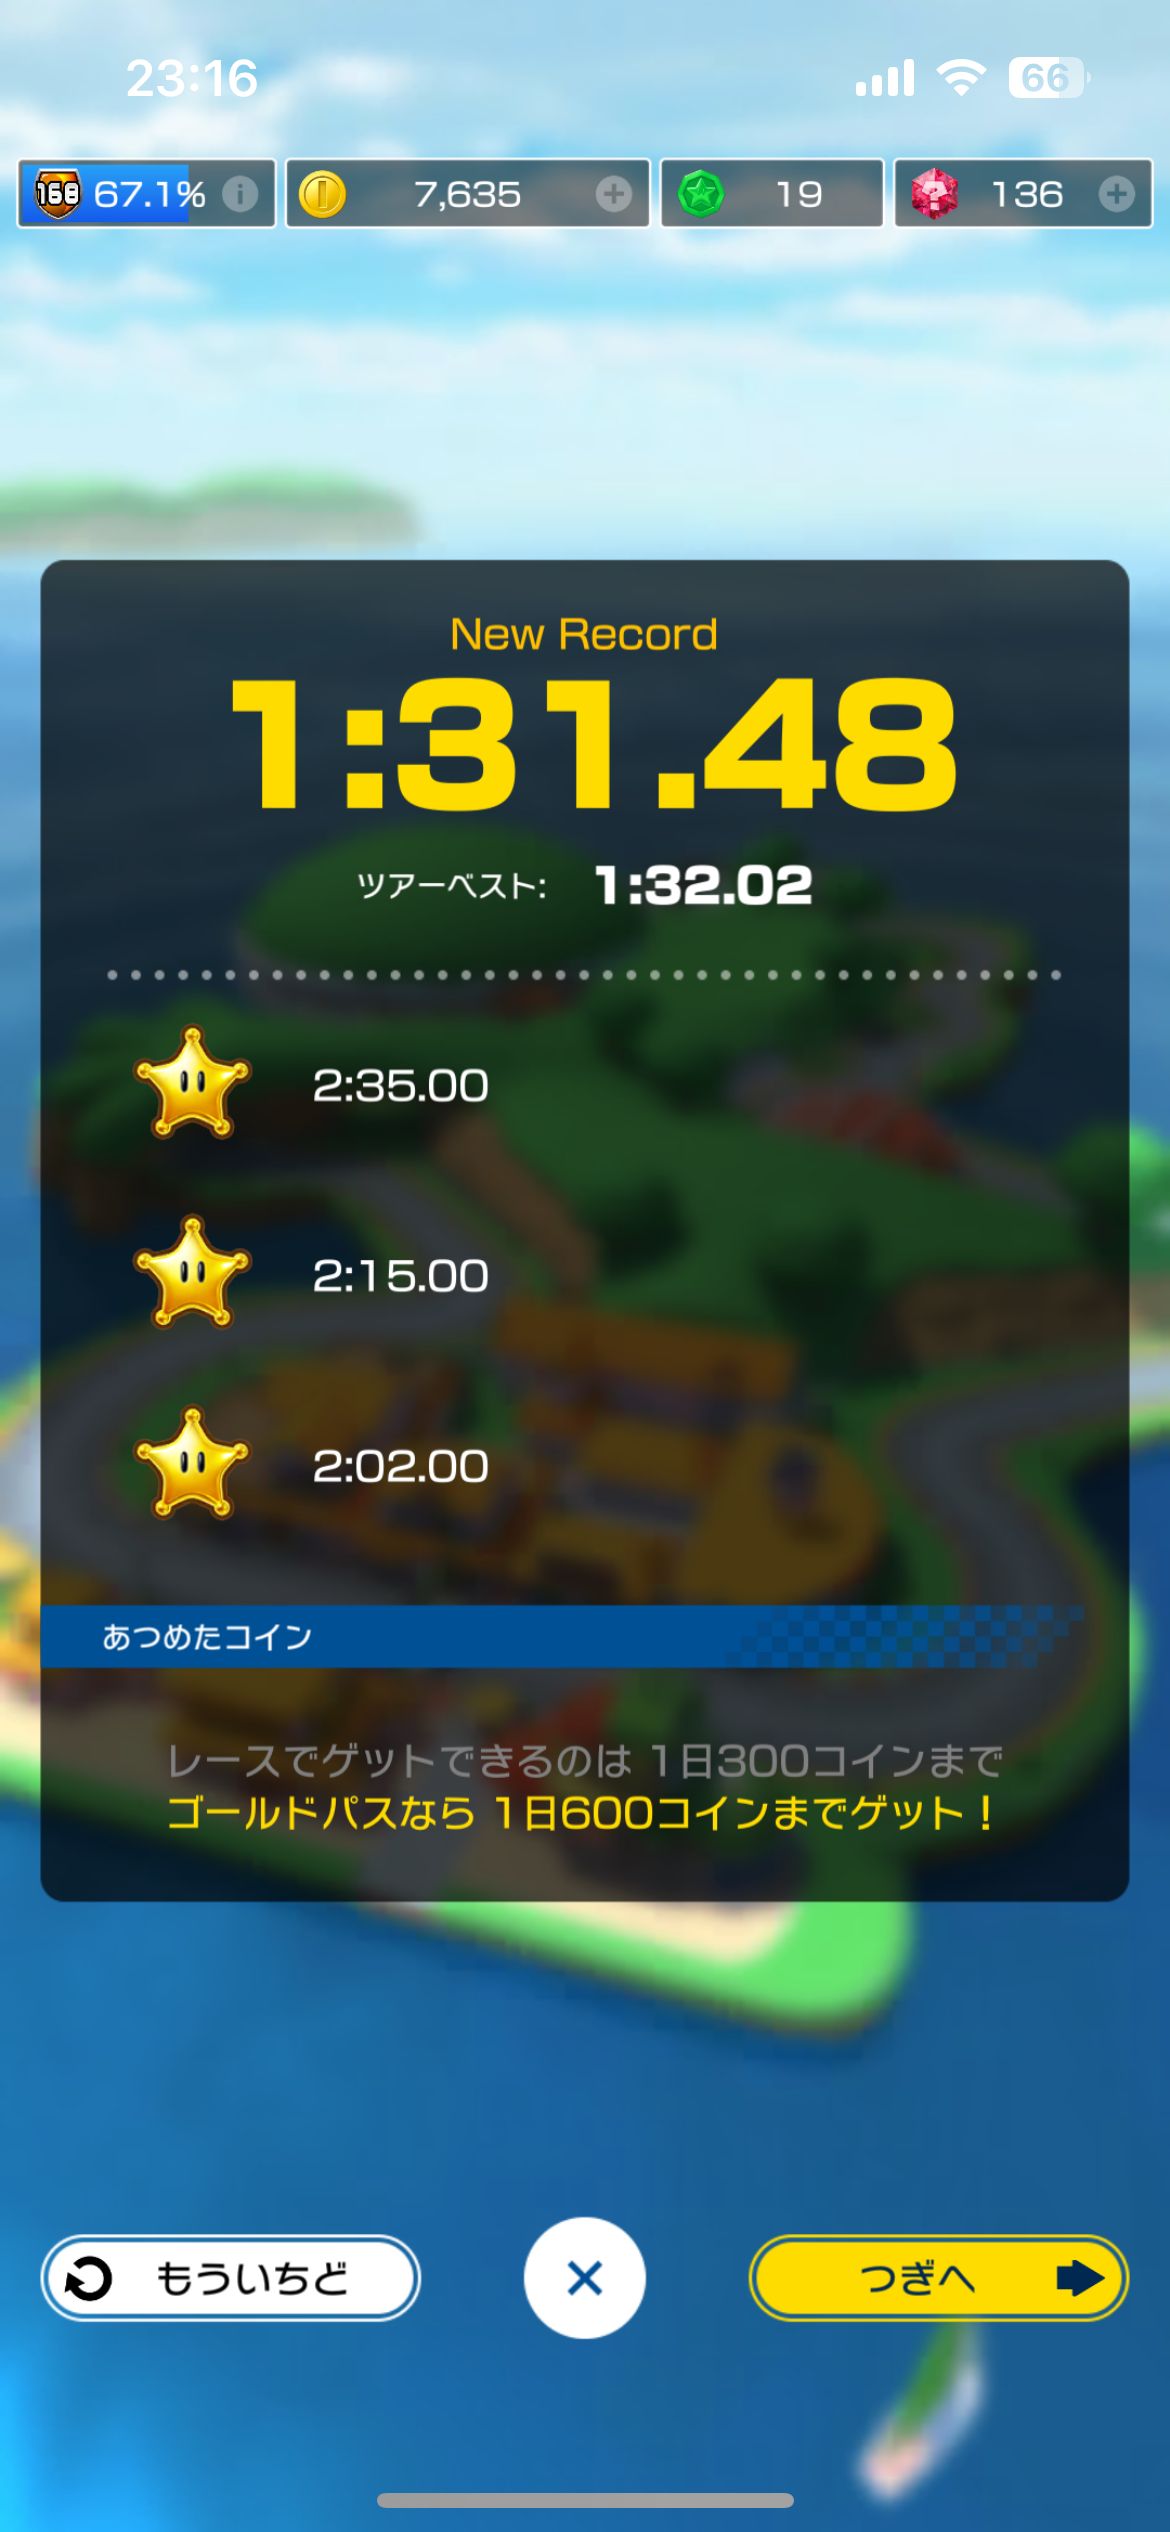 23:16
66
168 67.1% i
7,635
19
136
New Record
1:31.48
ツアーベスト: 1:32.02
2:35.00
2:15.00
2:02.00
あつめたコイン
レースでゲットできるのは 1日300コインまで
ゴールドパスなら 1日600コインまでゲット！
もういちど
つぎへ